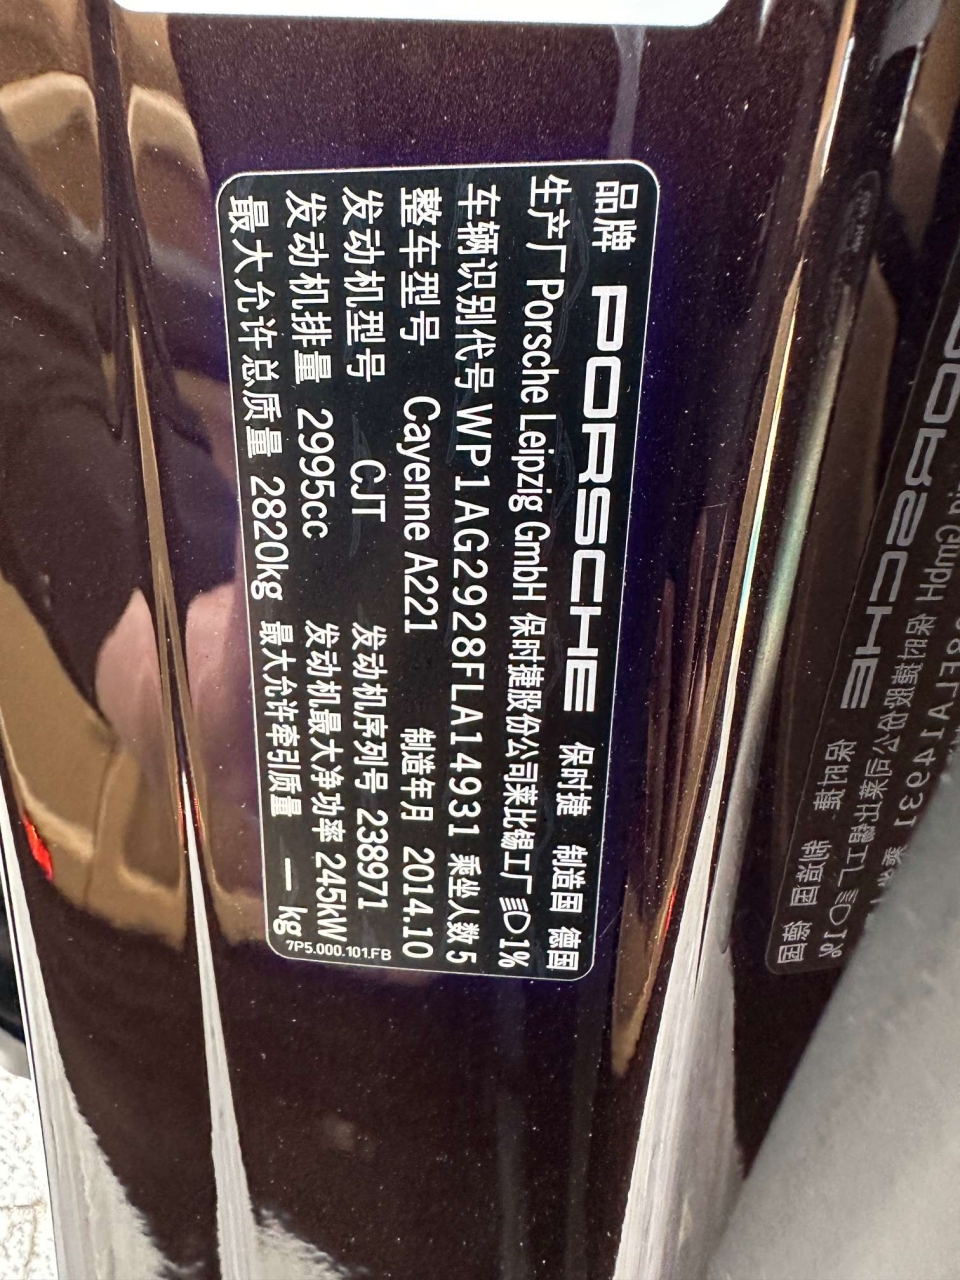 品牌 PORSCHE 保时捷 制造国 德国
生产厂 Porsche Leipzig GmbH 保时捷股份公司莱比锡工厂 1%
车辆识别代号 WP1AG2928FLA14931 乘坐人数 5
整车型号 Cayenne A221 制造年月 2014.10
发动机型号 CJT 发动机序列号 238971
发动机排量 2995cc 发动机最大净功率 245kW
最大允许总质量 2820kg 最大允许牵引质量 — kg
7P5.000.101.FB